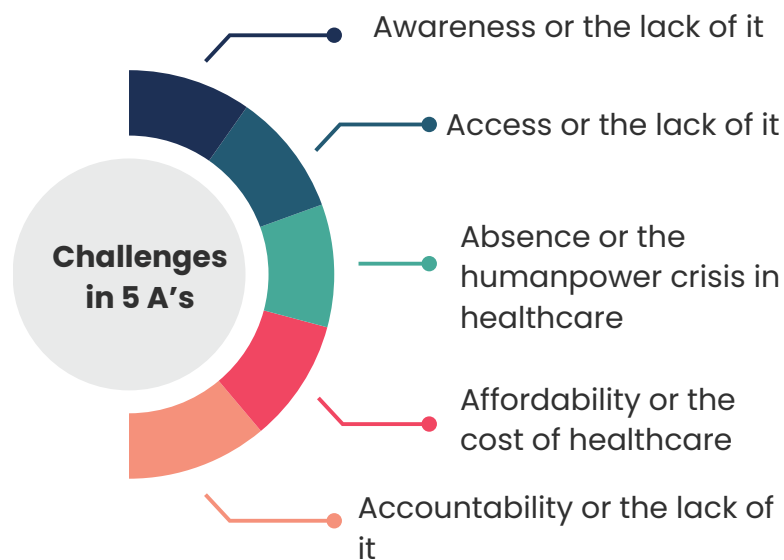 Awareness or the lack of it
Access or the lack of it
Absence or the
humanpower crisis in
healthcare
Challenges
in 5 A’s
Affordability or the
cost of healthcare
Accountability or the lack of
it